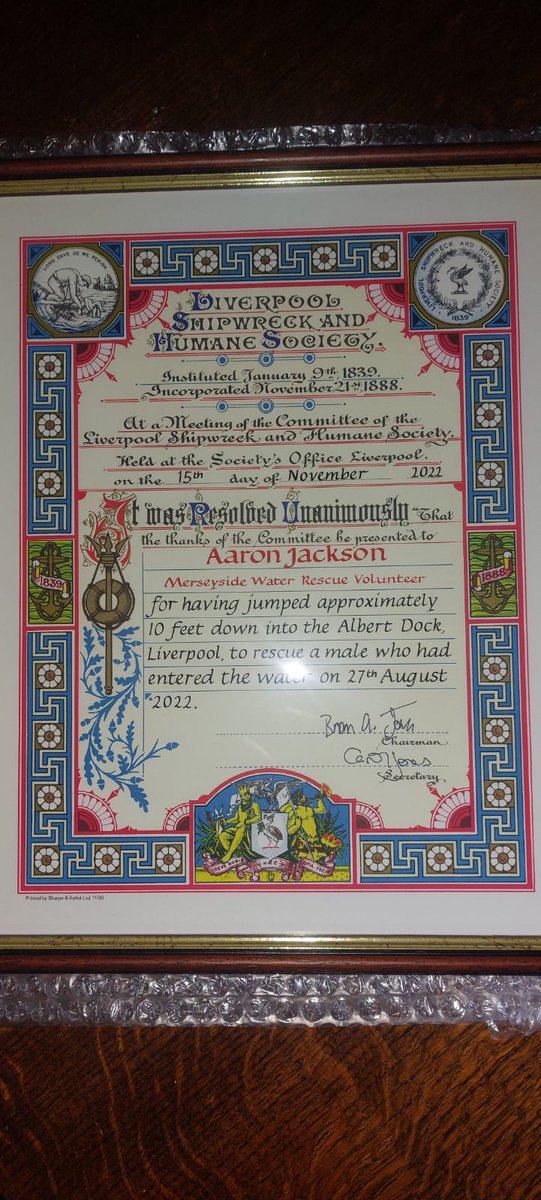 LORD SAVE US WE PERISH
LIVERPOOL SHIPWRECK AND HUMANE SOCIETY
1839
Liverpool
Shipwreck and
Humane Society.
Instituted January 9th 1839.
Incorporated November 21st 1888.
At a Meeting of the Committee of the
Liverpool Shipwreck and Humane Society.
Held at the Society's Office Liverpool.
on the 15th day of November 2022
It was Resolved Unanimously "That
the thanks of the Committee be presented to
Aaron Jackson
Merseyside Water Rescue Volunteer
for having jumped approximately
10 feet down into the Albert Dock,
Liverpool, to rescue a male who had
entered the water on 27th August
2022.
1839
1888
Chairman
Secretary
Printed by Sharpe & Kellet Ltd